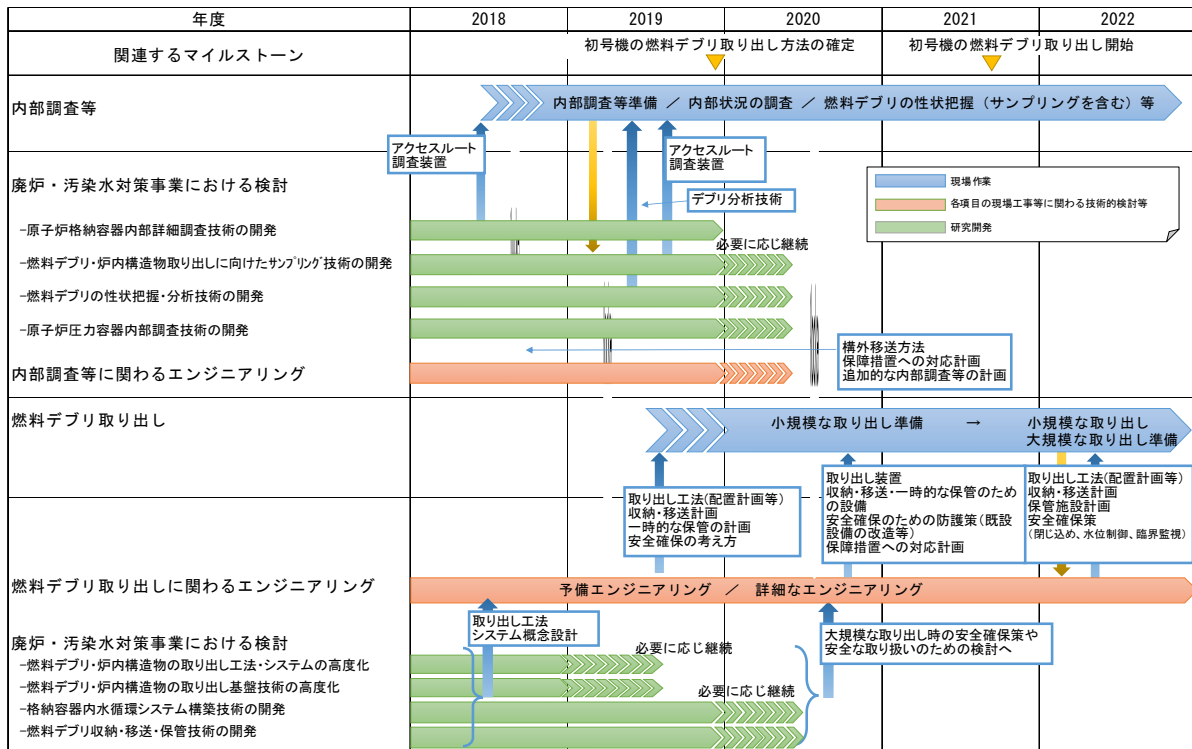 年度
2018
2019
2020
2021
2022
関連するマイルストーン
初号機の燃料デブリ取り出し方法の確定
初号機の燃料デブリ取り出し開始
内部調査等
内部調査等準備 ／ 内部状況の調査 ／ 燃料デブリの性状把握（サンプリングを含む）等
アクセスルート
調査装置
アクセスルート
調査装置
デブリ分析技術
現場作業
各項目の現場工事等に関わる技術的検討等
研究開発
廃炉・汚染水対策事業における検討
-原子炉格納容器内部詳細調査技術の開発
必要に応じ継続
-燃料デブリ・炉内構造物取り出しに向けたサンプリング技術の開発
-燃料デブリの性状把握・分析技術の開発
-原子炉圧力容器内部調査技術の開発
構外移送方法
保障措置への対応計画
追加的な内部調査等の計画
内部調査等に関わるエンジニアリング
燃料デブリ取り出し
小規模な取り出し準備 → 小規模な取り出し
大規模な取り出し準備
取り出し工法(配置計画等)
収納・移送計画
一時的な保管の計画
安全確保の考え方
取り出し装置
収納・移送・一時的な保管のため
の設備
安全確保のための防護策（既設
設備の改造等）
保障措置への対応計画
取り出し工法(配置計画等)
収納・移送計画
保管施設計画
安全確保策
（閉じ込め、水位制御、臨界監視）
燃料デブリ取り出しに関わるエンジニアリング
予備エンジニアリング ／ 詳細なエンジニアリング
取り出し工法
システム概念設計
大規模な取り出し時の安全確保策や
安全な取り扱いのための検討へ
廃炉・汚染水対策事業における検討
必要に応じ継続
-燃料デブリ・炉内構造物の取り出し工法・システムの高度化
-燃料デブリ・炉内構造物の取り出し基盤技術の高度化
必要に応じ継続
-格納容器内水循環システム構築技術の開発
-燃料デブリ収納・移送・保管技術の開発